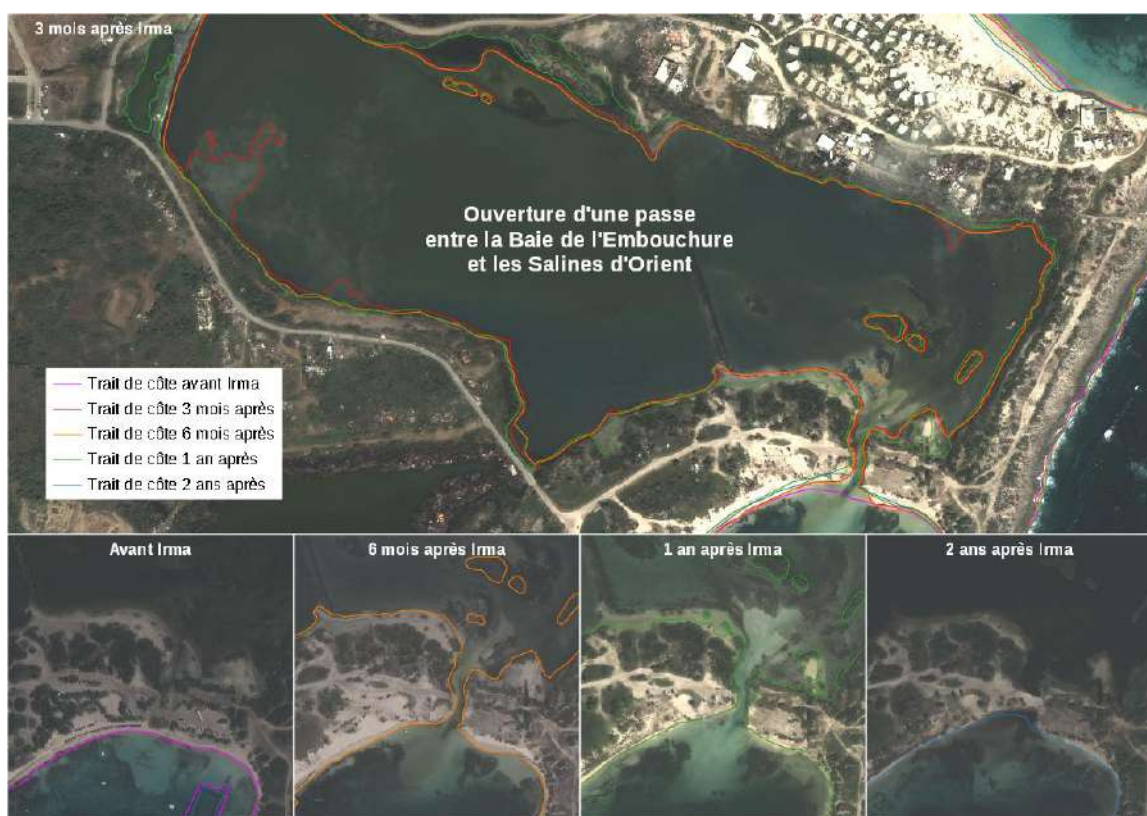 3 mois après Irma
Ouverture d'une passe
entre la Baie de l'Embouchure
et les Salines d'Orient
Trait de côte avant Irma
Trait de côte 3 mois après
Trait de côte 6 mois après
Trait de côte 1 an après
Trait de côte 2 ans après
Avant Irma
6 mois après Irma
1 an après Irma
2 ans après Irma